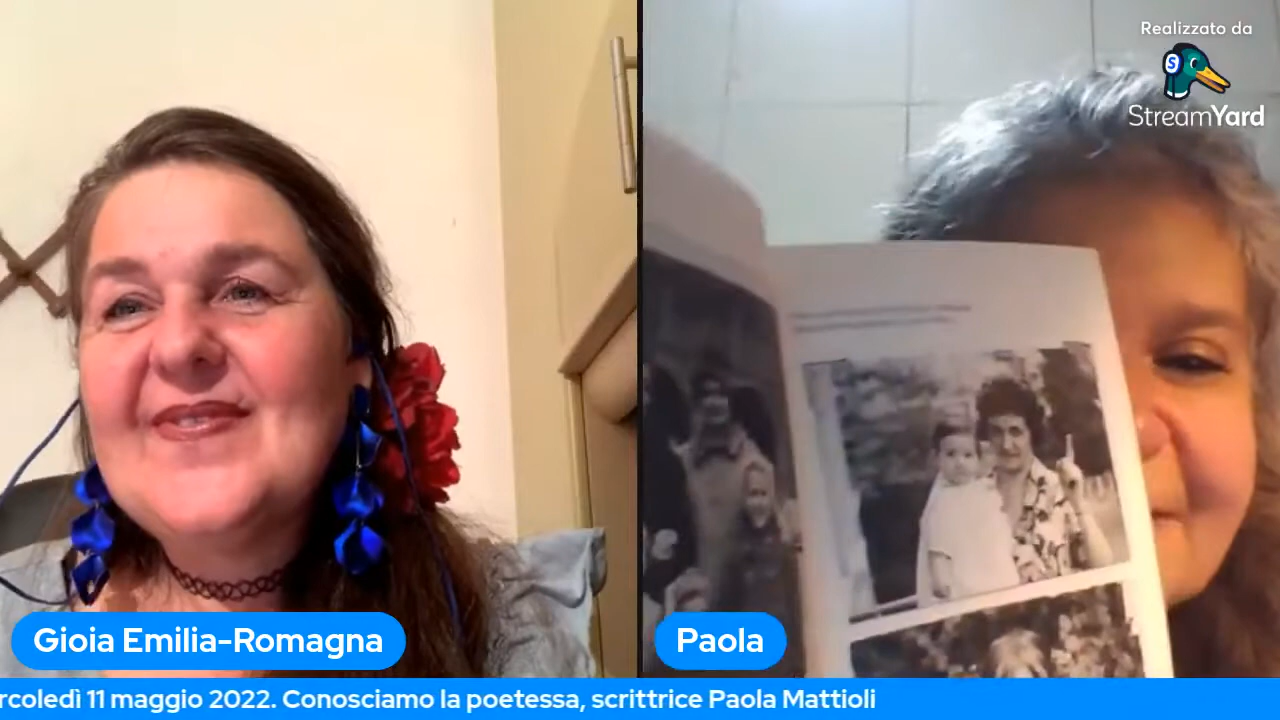 Realizzato da
StreamYard
Gioia Emilia-Romagna
Paola
rcoledì 11 maggio 2022. Conosciamo la poetessa, scrittrice Paola Mattioli